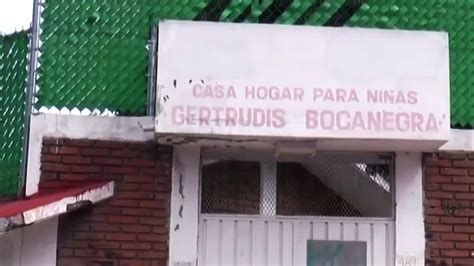 CASA HOGAR PARA NIÑAS
GERTRUDIS BOCANEGRA